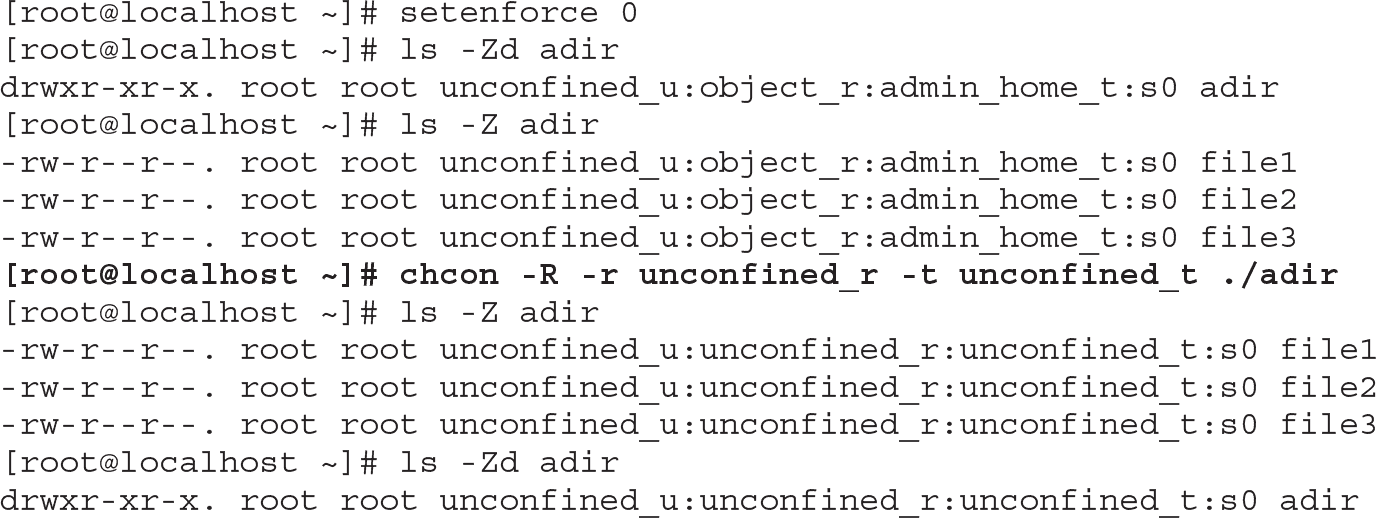 [root@localhost ~]# setenforce 0
[root@localhost ~]# ls -Zd adir
drwxr-xr-x. root root unconfined_u:object_r:admin_home_t:s0 adir
[root@localhost ~]# ls -Z adir
-rw-r--r--. root root unconfined_u:object_r:admin_home_t:s0 file1
-rw-r--r--. root root unconfined_u:object_r:admin_home_t:s0 file2
-rw-r--r--. root root unconfined_u:object_r:admin_home_t:s0 file3
[root@localhost ~]# chcon -R -r unconfined_r -t unconfined_t ./adir
[root@localhost ~]# ls -Z adir
-rw-r--r--. root root unconfined_u:unconfined_r:unconfined_t:s0 file1
-rw-r--r--. root root unconfined_u:unconfined_r:unconfined_t:s0 file2
-rw-r--r--. root root unconfined_u:unconfined_r:unconfined_t:s0 file3
[root@localhost ~]# ls -Zd adir
drwxr-xr-x. root root unconfined_u:unconfined_r:unconfined_t:s0 adir